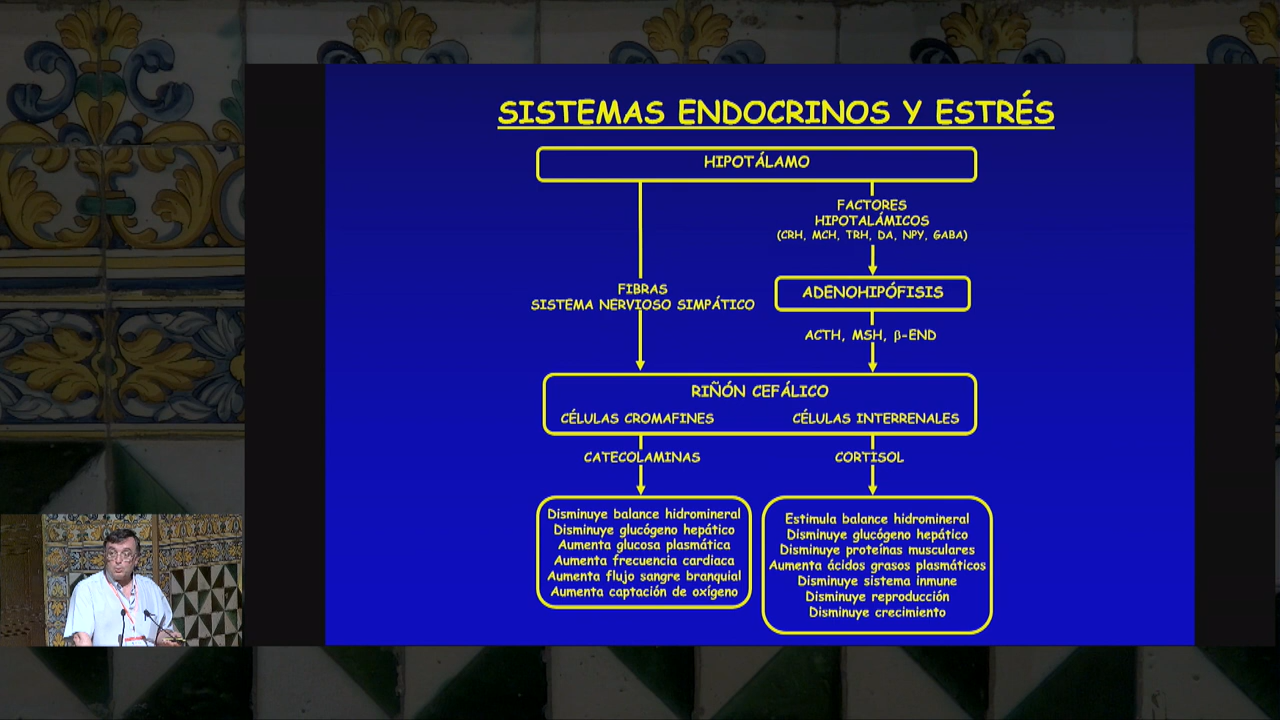 SISTEMAS ENDOCRINOS Y ESTRÉS
HIPOTÁLAMO
FACTORES
HIPOTALÁMICOS
(CRH, MCH, TRH, DA, NPY, GABA)
FIBRAS
SISTEMA NERVIOSO SIMPÁTICO
ADENOHIPÓFISIS
ACTH, MSH, β-END
RIÑÓN CEFÁLICO
CÉLULAS CROMAFINES
CÉLULAS INTERRENALES
CATECOLAMINAS
CORTISOL
Disminuye balance hidromineral
Disminuye glucógeno hepático
Aumenta glucosa plasmática
Aumenta frecuencia cardiaca
Aumenta flujo sangre branquial
Aumenta captación de oxígeno
Estimula balance hidromineral
Disminuye glucógeno hepático
Disminuye proteínas musculares
Aumenta ácidos grasos plasmáticos
Disminuye sistema inmune
Disminuye reproducción
Disminuye crecimiento